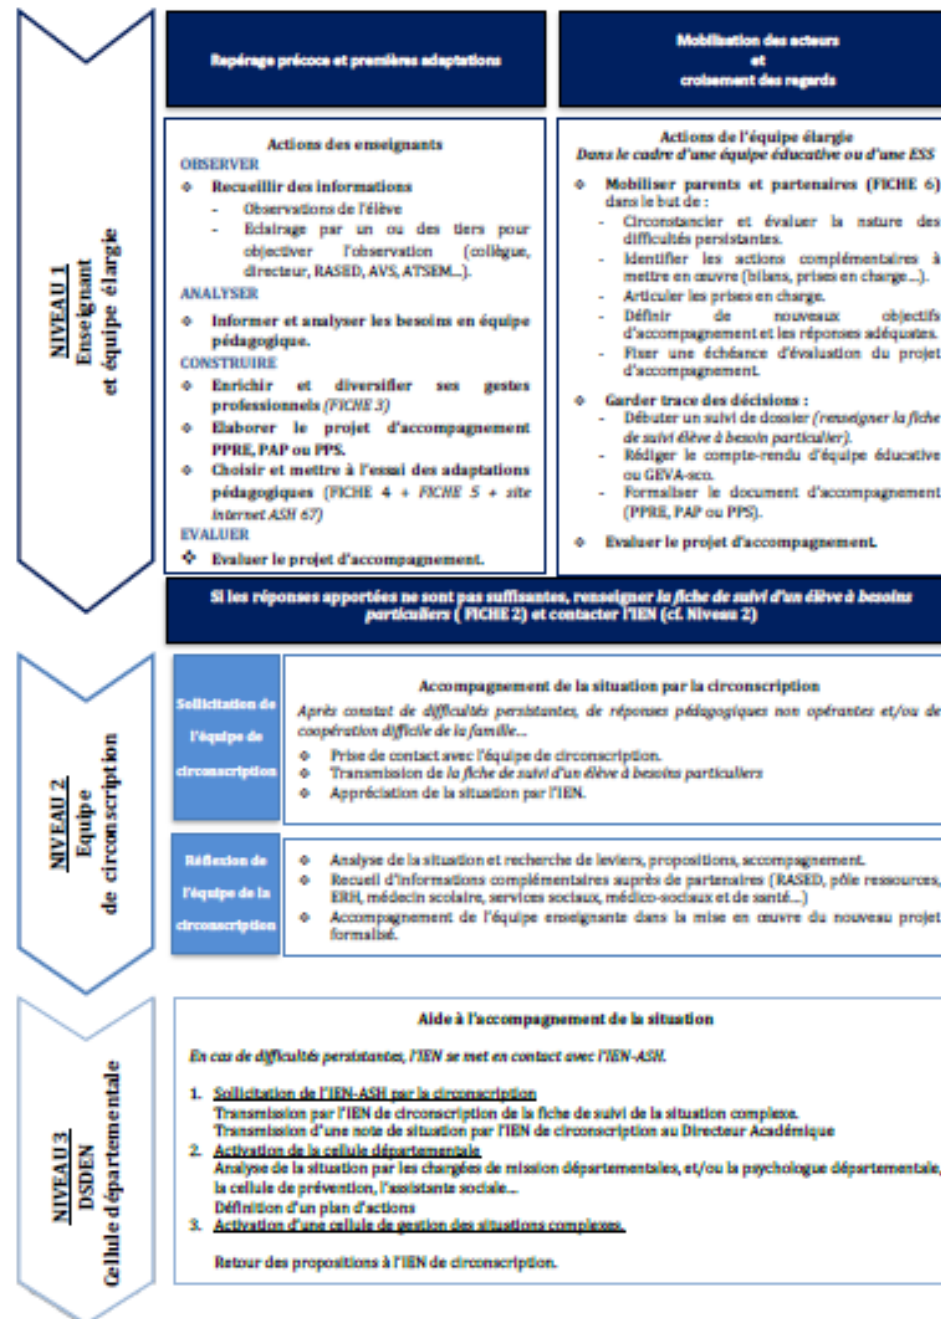 NIVEAU 1
Enseignant
et équipe élargie
Repérage précoce et premières adaptations
Mobilisation des acteurs
et
croisement des regards
Actions des enseignants
OBSERVER
❖ Recueillir des informations
- Observations de l'élève
- Eclairage par un ou des tiers pour
objectiver l'observation (collègue,
directeur, RASED, AVS, ATSEM...).
ANALYSER
❖ Informer et analyser les besoins en équipe
pédagogique.
CONSTRUIRE
❖ Enrichir et diversifier ses gestes
professionnels (FICHE 3)
❖ Elaborer le projet d'accompagnement
PPRE, PAP ou PPS.
❖ Choisir et mettre à l'essai des adaptations
pédagogiques (FICHE 4 + FICHE 5 + site
internet ASH 67)
EVALUER
❖ Evaluer le projet d'accompagnement.
Actions de l'équipe élargie
Dans le cadre d'une équipe éducative ou d'une ESS
❖ Mobiliser parents et partenaires (FICHE 6)
dans le but de :
- Circonstancier et évaluer la nature des
difficultés persistantes.
- Identifier les actions complémentaires à
mettre en œuvre (bilans, prises en charge...).
- Articuler les prises en charge.
- Définir de nouveaux objectifs
d'accompagnement et les réponses adéquates.
- Fixer une échéance d'évaluation du projet
d'accompagnement.
❖ Garder trace des décisions :
- Débuter un suivi de dossier (renseigner la fiche
de suivi élève à besoin particulier).
- Rédiger le compte-rendu d'équipe éducative
ou GEVA-sco.
- Formaliser le document d'accompagnement
(PPRE, PAP ou PPS).
❖ Evaluer le projet d'accompagnement.
Si les réponses apportées ne sont pas suffisantes, renseigner la fiche de suivi d'un élève à besoins
particuliers ( FICHE 2) et contacter l'IEN (cf. Niveau 2)
NIVEAU 2
Equipe
de circonscription
Sollicitation de
l'équipe de
circonscription
Accompagnement de la situation par la circonscription
Après constat de difficultés persistantes, de réponses pédagogiques non opérantes et/ou de
coopération difficile de la famille...
❖ Prise de contact avec l'équipe de circonscription.
❖ Transmission de la fiche de suivi d'un élève à besoins particuliers
❖ Appréciation de la situation par l'IEN.
Réflexion de
l'équipe de la
circonscription
❖ Analyse de la situation et recherche de leviers, propositions, accompagnement.
❖ Recueil d'informations complémentaires auprès de partenaires (RASED, pôle ressources,
ERH, médecin scolaire, services sociaux, médico-sociaux et de santé...)
❖ Accompagnement de l'équipe enseignante dans la mise en œuvre du nouveau projet
formalisé.
NIVEAU 3
DSDEN
Cellule départementale
Aide à l'accompagnement de la situation
En cas de difficultés persistantes, l'IEN se met en contact avec l'IEN-ASH.
1. Sollicitation de l'IEN-ASH par la circonscription
Transmission par l'IEN de circonscription de la fiche de suivi de la situation complexe.
Transmission d'une note de situation par l'IEN de circonscription au Directeur Académique
2. Activation de la cellule départementale
Analyse de la situation par les chargées de mission départementales, et/ou la psychologue départementale,
la cellule de prévention, l'assistante sociale...
Définition d'un plan d'actions
3. Activation d'une cellule de gestion des situations complexes.
Retour des propositions à l'IEN de circonscription.